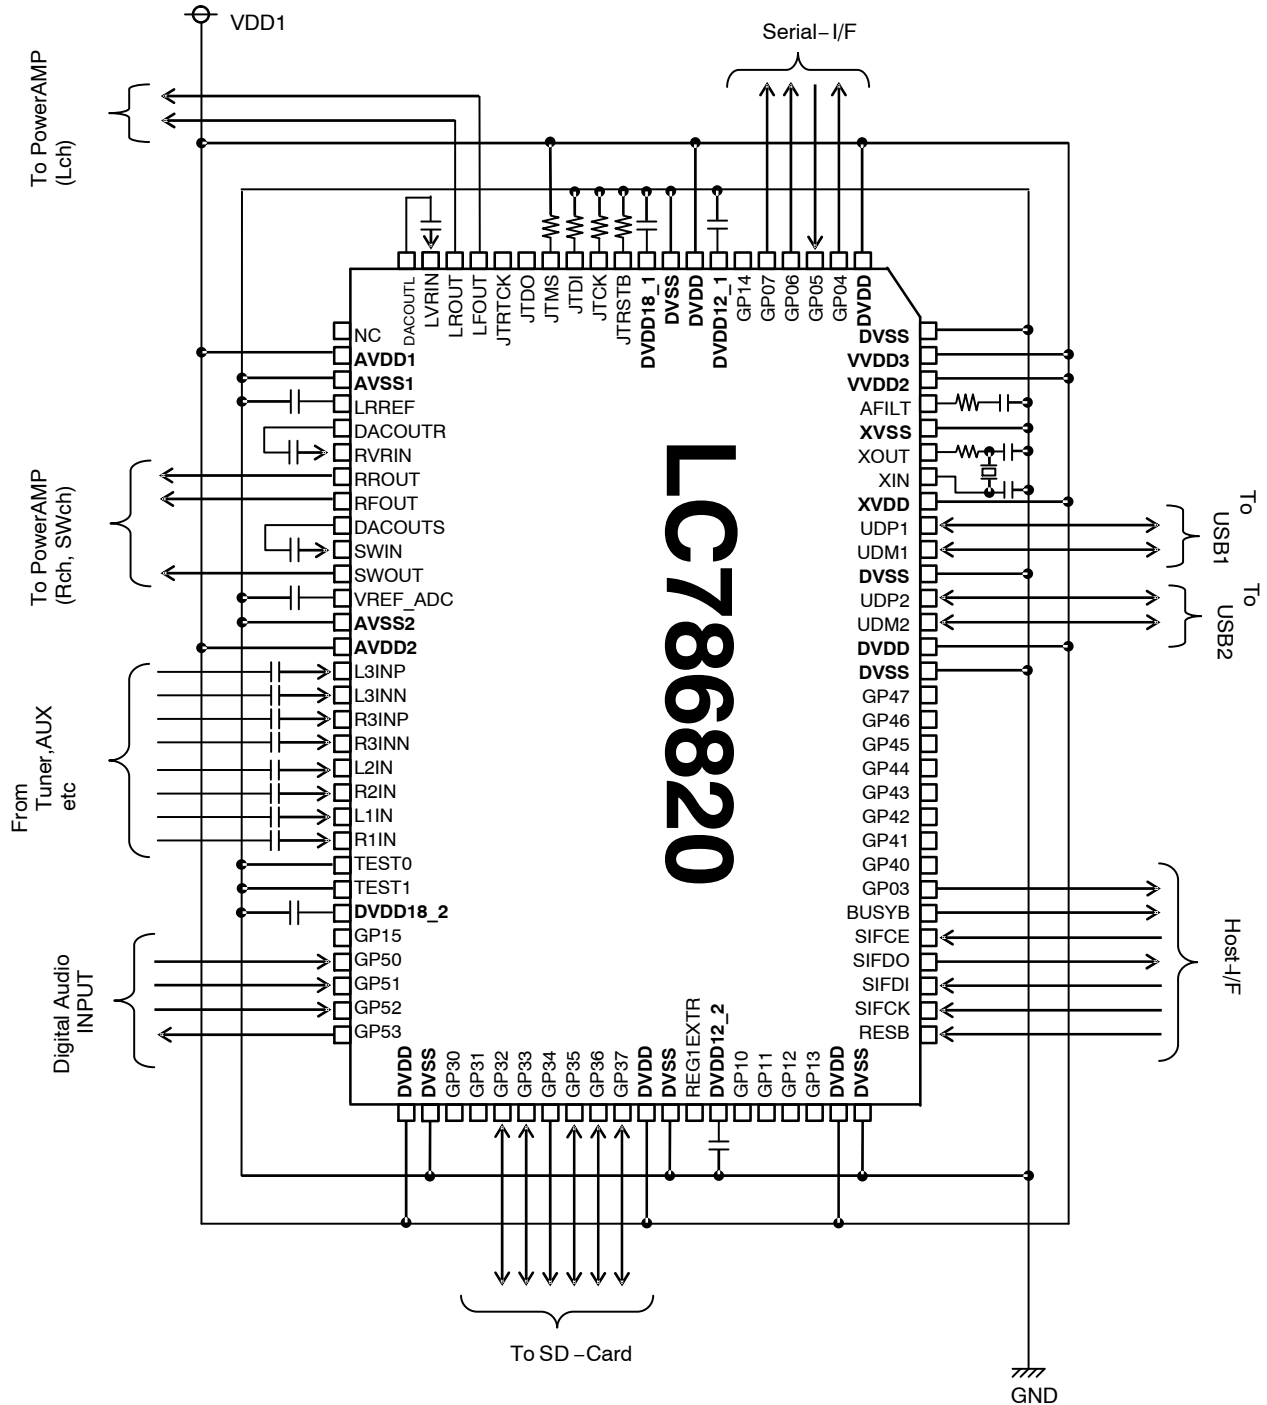 VDD1
Serial-I/F
To PowerAMP
(Lch)
DACOUTL
LVRIN
LROUT
LFOUT
JTRTCK
JTDO
JTMS
JTDI
JTCK
JTRSTB
DVDD18_1
DVSS
DVDD
DVDD12_1
GP14
GP07
GP06
GP05
GP04
DVDD
NC
AVDD1
AVSS1
LRREF
DACOUTR
RVRIN
RROUT
RFOUT
DACOUTS
SWIN
SWOUT
VREF_ADC
AVSS2
AVDD2
L3INP
L3INN
R3INP
R3INN
L2IN
R2IN
L1IN
R1IN
TEST0
TEST1
DVDD18_2
GP15
GP50
GP51
GP52
GP53
To PowerAMP
(Rch, SWch)
From
Tuner,AUX
etc
Digital Audio
INPUT
LC786820
DVSS
VVDD3
VVDD2
AFILT
XVSS
XOUT
XIN
XVDD
UDP1
UDM1
DVSS
UDP2
UDM2
DVDD
DVSS
GP47
GP46
GP45
GP44
GP43
GP42
GP41
GP40
GP03
BUSYB
SIFCE
SIFDO
SIFDI
SIFCK
RESB
To
USB1
To
USB2
Host-I/F
DVDD
DVSS
GP30
GP31
GP32
GP33
GP34
GP35
GP36
GP37
DVDD
DVSS
REG1EXTR
DVDD12_2
GP10
GP11
GP12
GP13
DVDD
DVSS
To SD-Card
GND